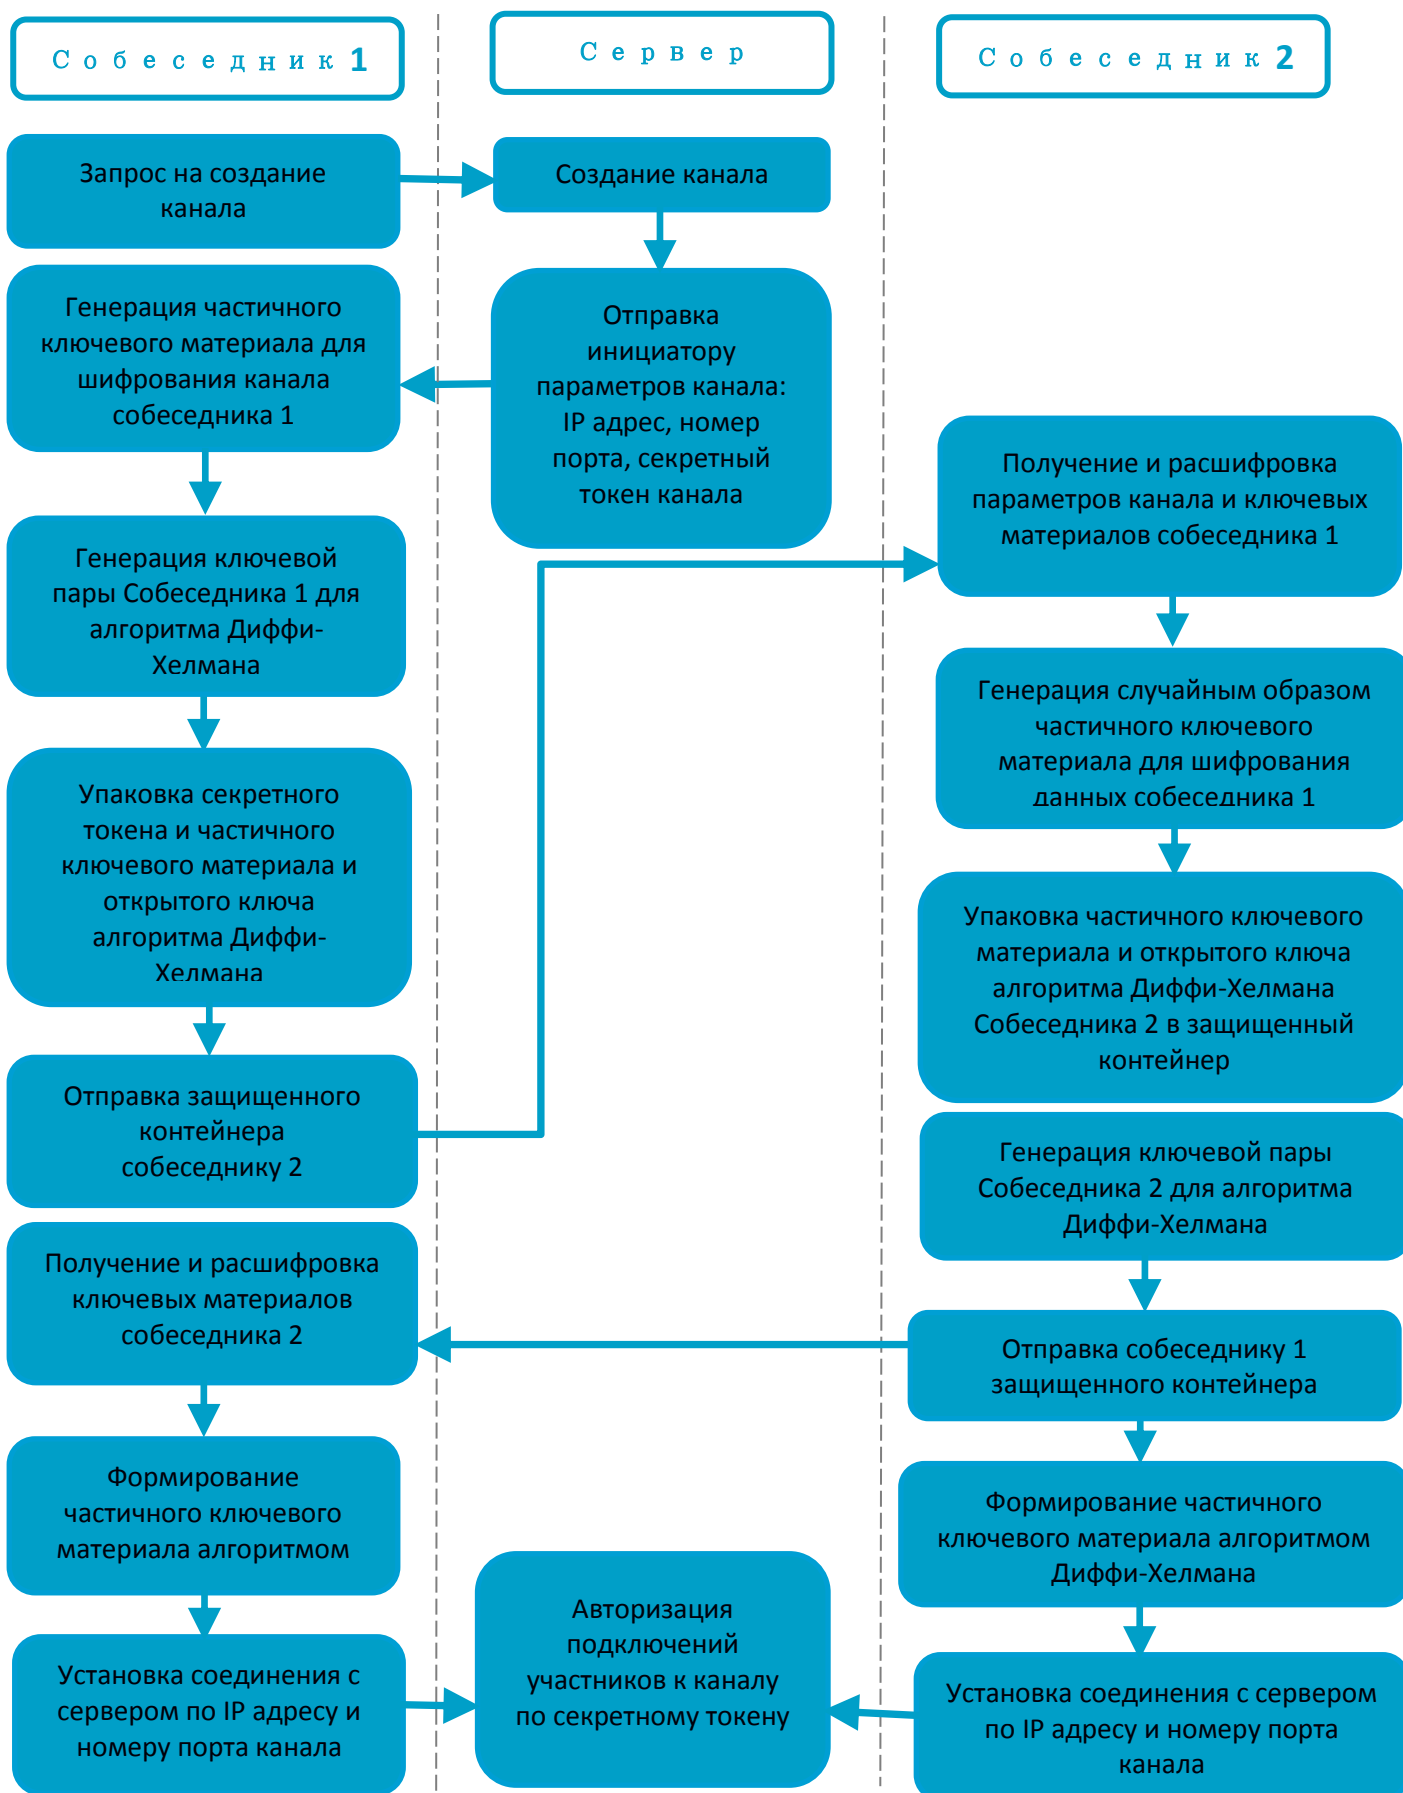 Собеседник 1
Сервер
Собеседник 2
Запрос на создание
канала
Создание канала
Генерация частичного
ключевого материала для
шифрования канала
собеседника 1
Отправка
инициатору
параметров канала:
IP адрес, номер
порта, секретный
токен канала
Получение и расшифровка
параметров канала и ключевых
материалов собеседника 1
Генерация ключевой
пары Собеседника 1 для
алгоритма Диффи-
Хелмана
Генерация случайным образом
частичного ключевого
материала для шифрования
данных собеседника 1
Упаковка секретного
токена и частичного
ключевого материала и
открытого ключа
алгоритма Диффи-
Хелмана
Упаковка частичного ключевого
материала и открытого ключа
алгоритма Диффи-Хелмана
Собеседника 2 в защищенный
контейнер
Отправка защищенного
контейнера
собеседнику 2
Генерация ключевой пары
Собеседника 2 для алгоритма
Диффи-Хелмана
Получение и расшифровка
ключевых материалов
собеседника 2
Отправка собеседнику 1
защищенного контейнера
Формирование
частичного ключевого
материала алгоритмом
Формирование частичного
ключевого материала алгоритмом
Диффи-Хелмана
Авторизация
подключений
участников к каналу
по секретному токену
Установка соединения с
сервером по IP адресу и
номеру порта канала
Установка соединения с сервером
по IP адресу и номеру порта
канала